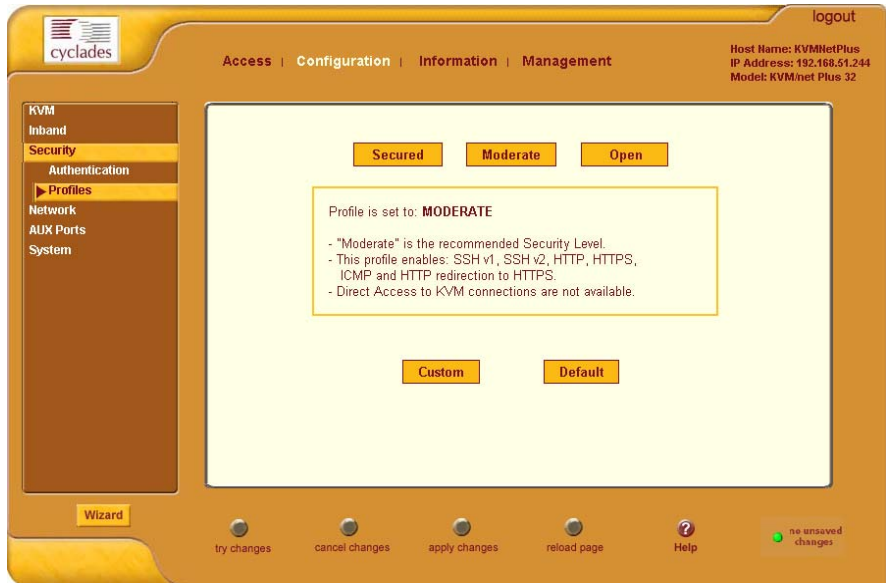 logout
cyclades
Access | Configuration | Information | Management
Host Name: KVMNetPlus
IP Address: 192.168.51.244
Model: KVM/net Plus 32
KVM
Inband
Security
Authentication
Profiles
Network
AUX Ports
System
Secured
Moderate
Open
Profile is set to: MODERATE
- "Moderate" is the recommended Security Level.
- This profile enables: SSH v1, SSH v2, HTTP, HTTPS,
ICMP and HTTP redirection to HTTPS.
- Direct Access to KVM connections are not available.
Custom
Default
Wizard
try changes
cancel changes
apply changes
reload page
Help
no unsaved
changes